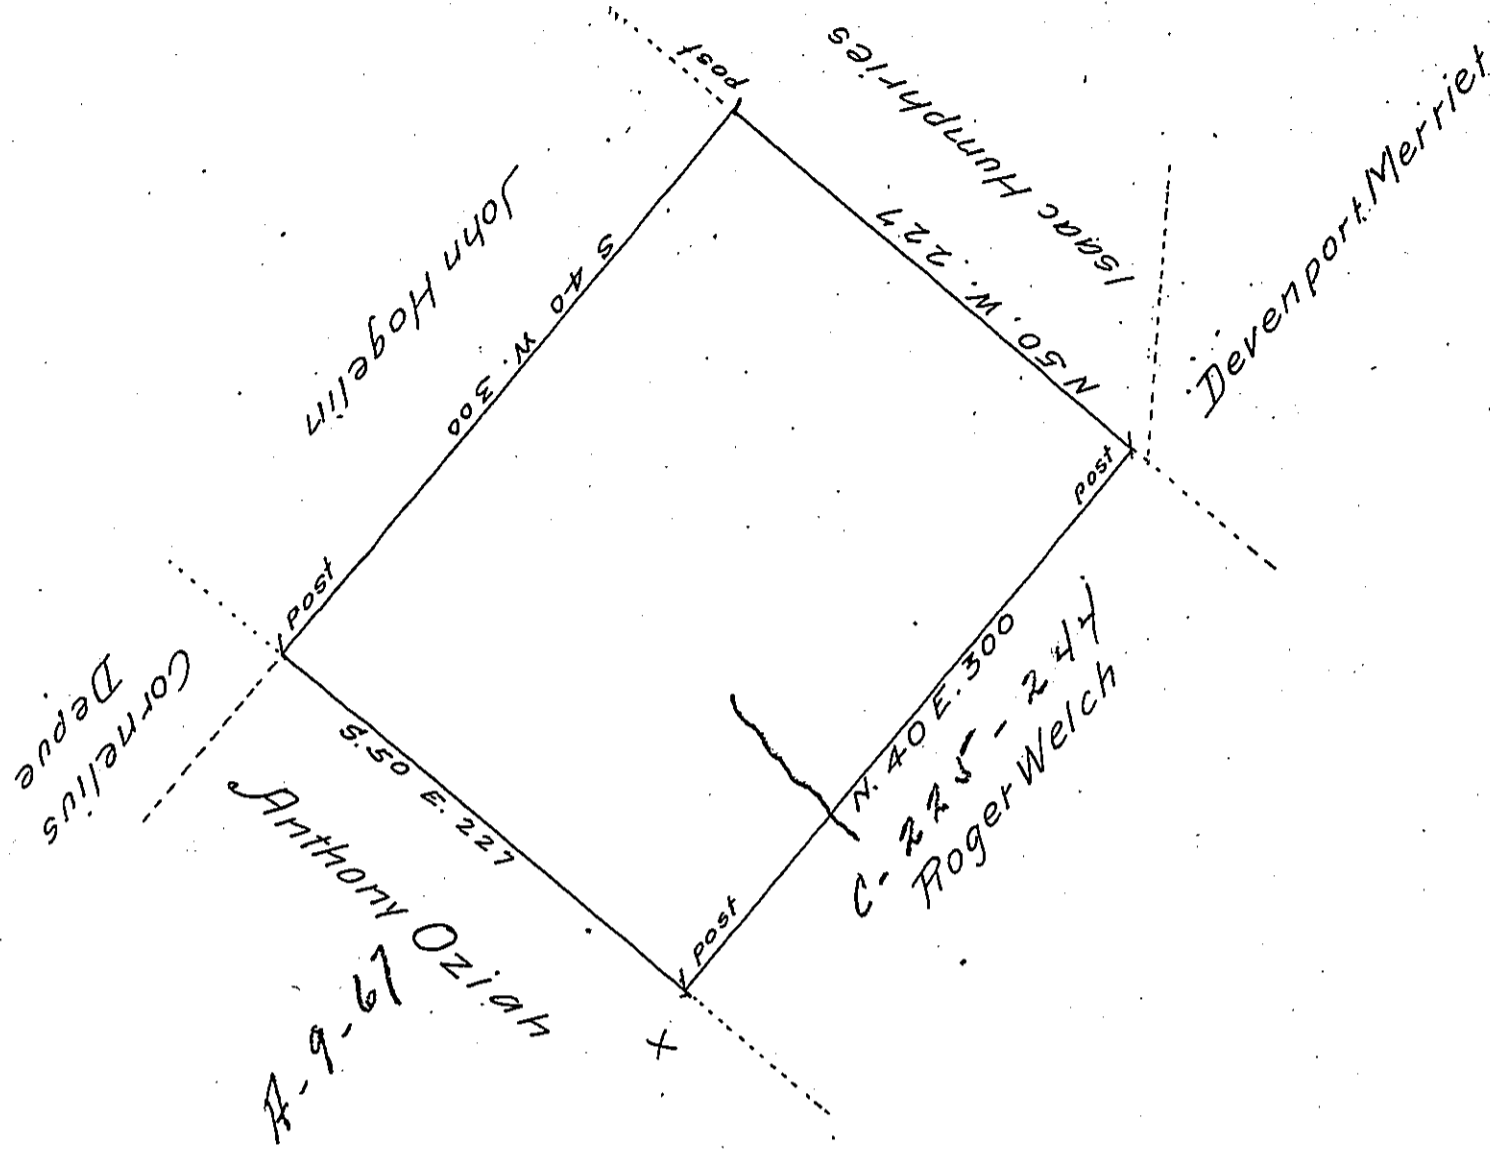 post
Isaac Humphries
N 50. W. 227
Devenport Merriet
John Hogelin
S 40 W. 300
post
post
Cornelius
Depue
S. 50 E. 227
Anthony Oziah
A-9-67
post
N. 40 E. 300
C-225-244
Roger Welch
X